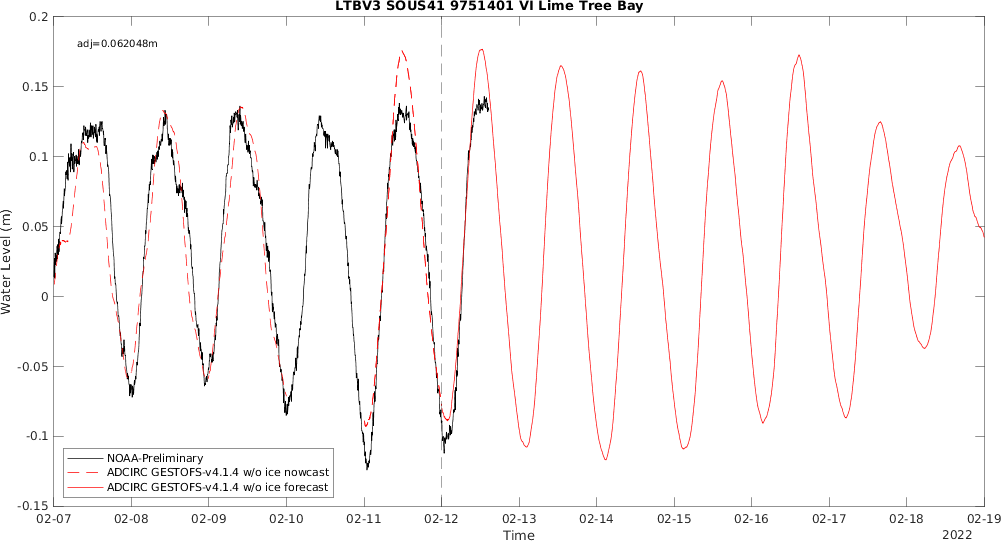 LTBV3 SOUS41 9751401 VI Lime Tree Bay
adj=0.062048m
0.2
0.15
0.1
0.05
0
-0.05
-0.1
-0.15
Water Level (m)
NOAA-Preliminary
ADCIRC GESTOFS-v4.1.4 w/o ice nowcast
ADCIRC GESTOFS-v4.1.4 w/o ice forecast
02-07 02-08 02-09 02-10 02-11 02-12 02-13 02-14 02-15 02-16 02-17 02-18 02-19
Time
2022